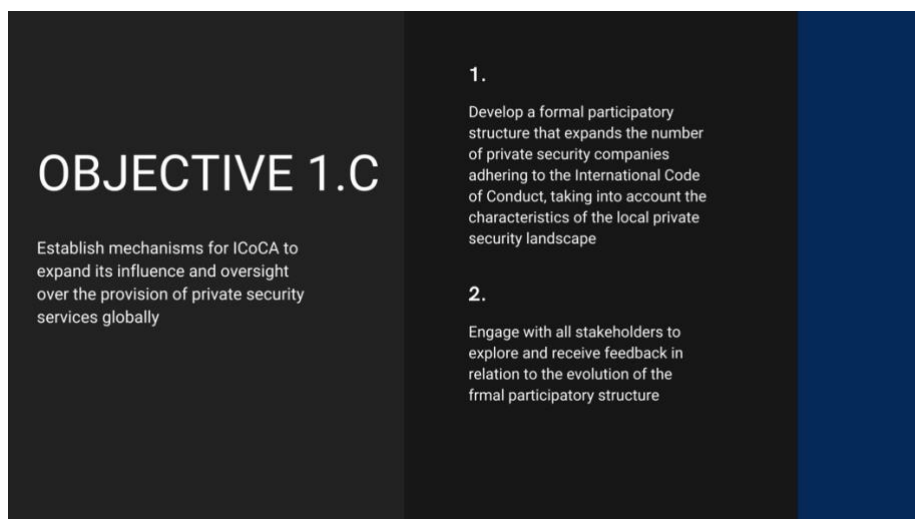 OBJECTIVE 1.C
Establish mechanisms for ICoCA to
expand its influence and oversight
over the provision of private security
services globally
1.
Develop a formal participatory
structure that expands the number
of private security companies
adhering to the International Code
of Conduct, taking into account the
characteristics of the local private
security landscape
2.
Engage with all stakeholders to
explore and receive feedback in
relation to the evolution of the
frmal participatory structure